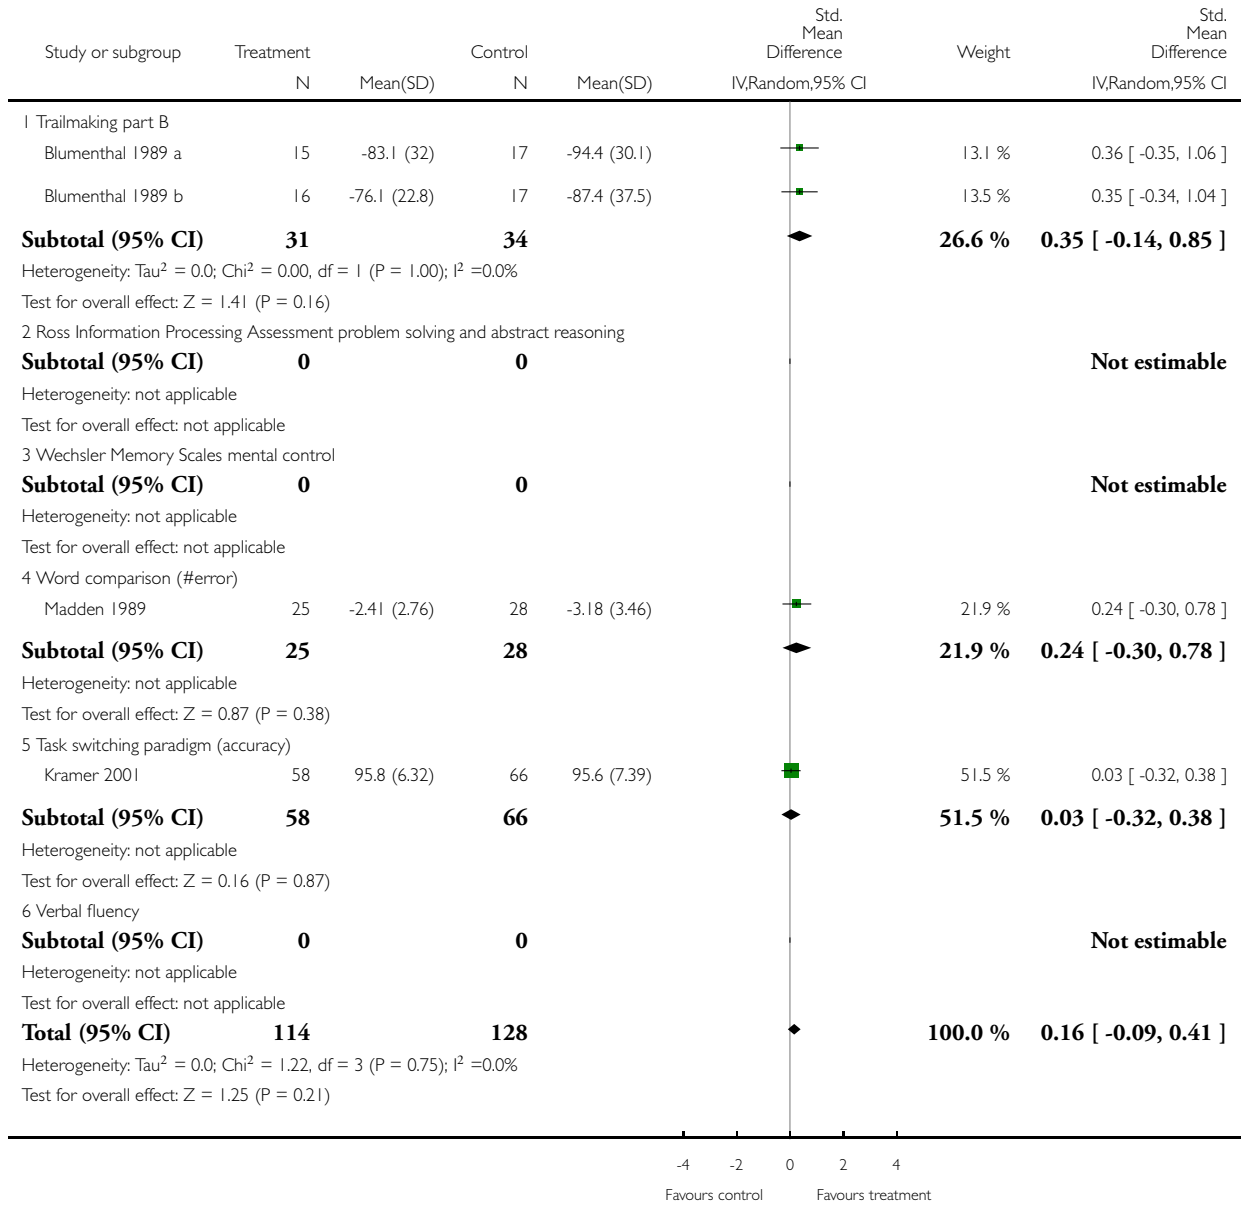 Std. Mean Difference Std. Mean Difference
Study or subgroup Treatment Control Weight
N Mean(SD) N Mean(SD) IV,Random,95% CI IV,Random,95% CI
1 Trailmaking part B
Blumenthal 1989 a 15 -83.1 (32) 17 -94.4 (30.1) 13.1 % 0.36 [ -0.35, 1.06 ]
Blumenthal 1989 b 16 -76.1 (22.8) 17 -87.4 (37.5) 13.5 % 0.35 [ -0.34, 1.04 ]
Subtotal (95% CI) 31 34 26.6 % 0.35 [ -0.14, 0.85 ]
Heterogeneity: Tau² = 0.0; Chi² = 0.00, df = 1 (P = 1.00); I² =0.0%
Test for overall effect: Z = 1.41 (P = 0.16)
2 Ross Information Processing Assessment problem solving and abstract reasoning
Subtotal (95% CI) 0 0 Not estimable
Heterogeneity: not applicable
Test for overall effect: not applicable
3 Wechsler Memory Scales mental control
Subtotal (95% CI) 0 0 Not estimable
Heterogeneity: not applicable
Test for overall effect: not applicable
4 Word comparison (#error)
Madden 1989 25 -2.41 (2.76) 28 -3.18 (3.46) 21.9 % 0.24 [ -0.30, 0.78 ]
Subtotal (95% CI) 25 28 21.9 % 0.24 [ -0.30, 0.78 ]
Heterogeneity: not applicable
Test for overall effect: Z = 0.87 (P = 0.38)
5 Task switching paradigm (accuracy)
Kramer 2001 58 95.8 (6.32) 66 95.6 (7.39) 51.5 % 0.03 [ -0.32, 0.38 ]
Subtotal (95% CI) 58 66 51.5 % 0.03 [ -0.32, 0.38 ]
Heterogeneity: not applicable
Test for overall effect: Z = 0.16 (P = 0.87)
6 Verbal fluency
Subtotal (95% CI) 0 0 Not estimable
Heterogeneity: not applicable
Test for overall effect: not applicable
Total (95% CI) 114 128 100.0 % 0.16 [ -0.09, 0.41 ]
Heterogeneity: Tau² = 0.0; Chi² = 1.22, df = 3 (P = 0.75); I² =0.0%
Test for overall effect: Z = 1.25 (P = 0.21)
-4 -2 0 2 4
Favours control Favours treatment